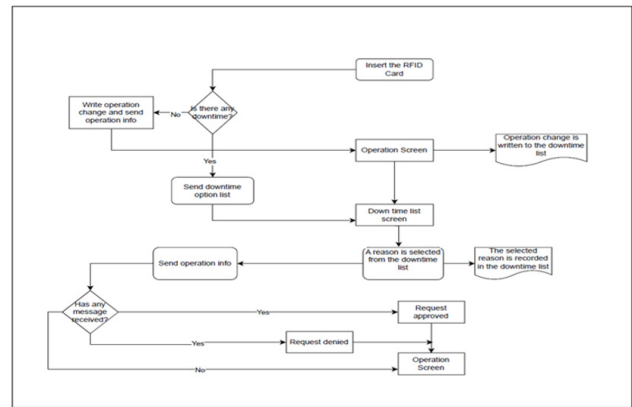 Insert the RFID
Card
Is there any
downtime?
No
Write operation
change and send
operation info
Yes
Operation Screen
Operation change is
written to the downtime
list
Send downtime
option list
Down time list
screen
Send operation info
A reason is selected
from the downtime
list
The selected
reason is recorded
in the downtime list
Has any
message
received?
Yes
Request
approved
Yes
Request denied
Operation
Screen
No